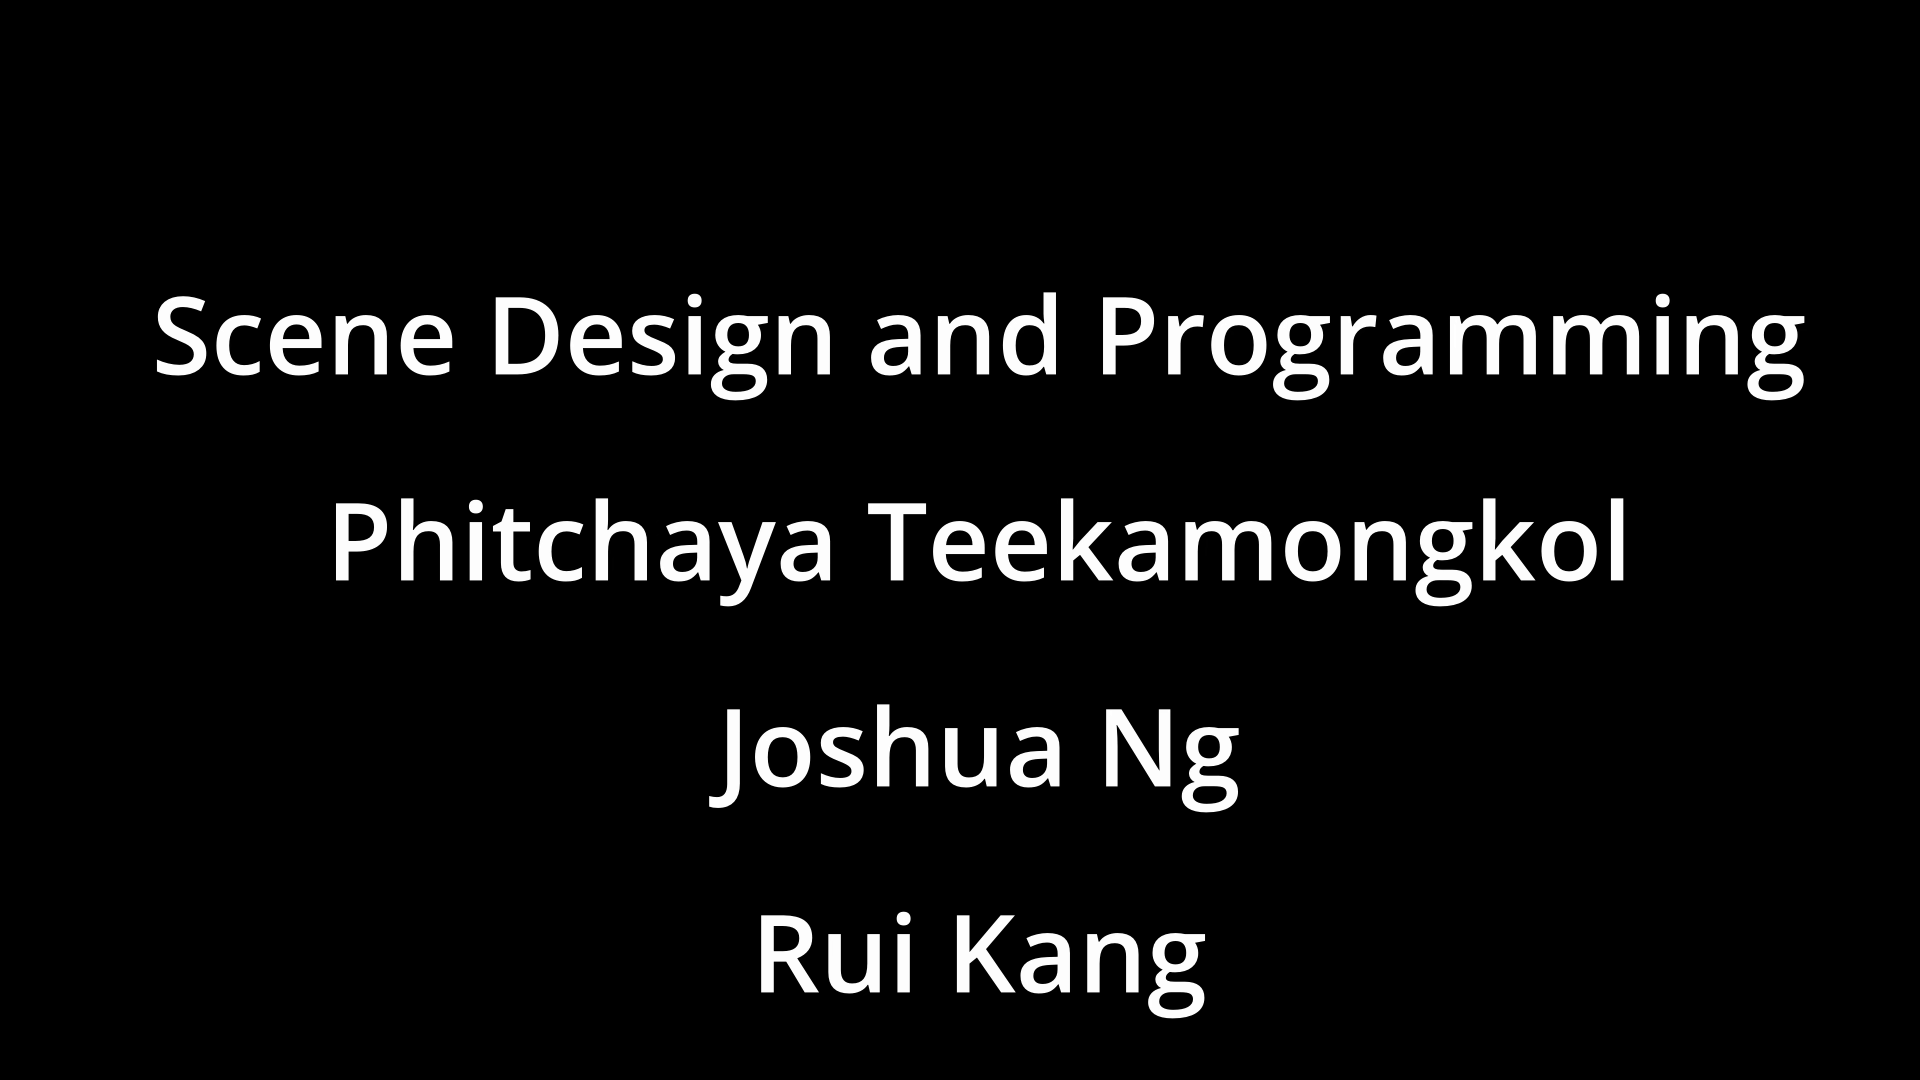 Scene Design and Programming
Phitchaya Teekamongkol
Joshua Ng
Rui Kang